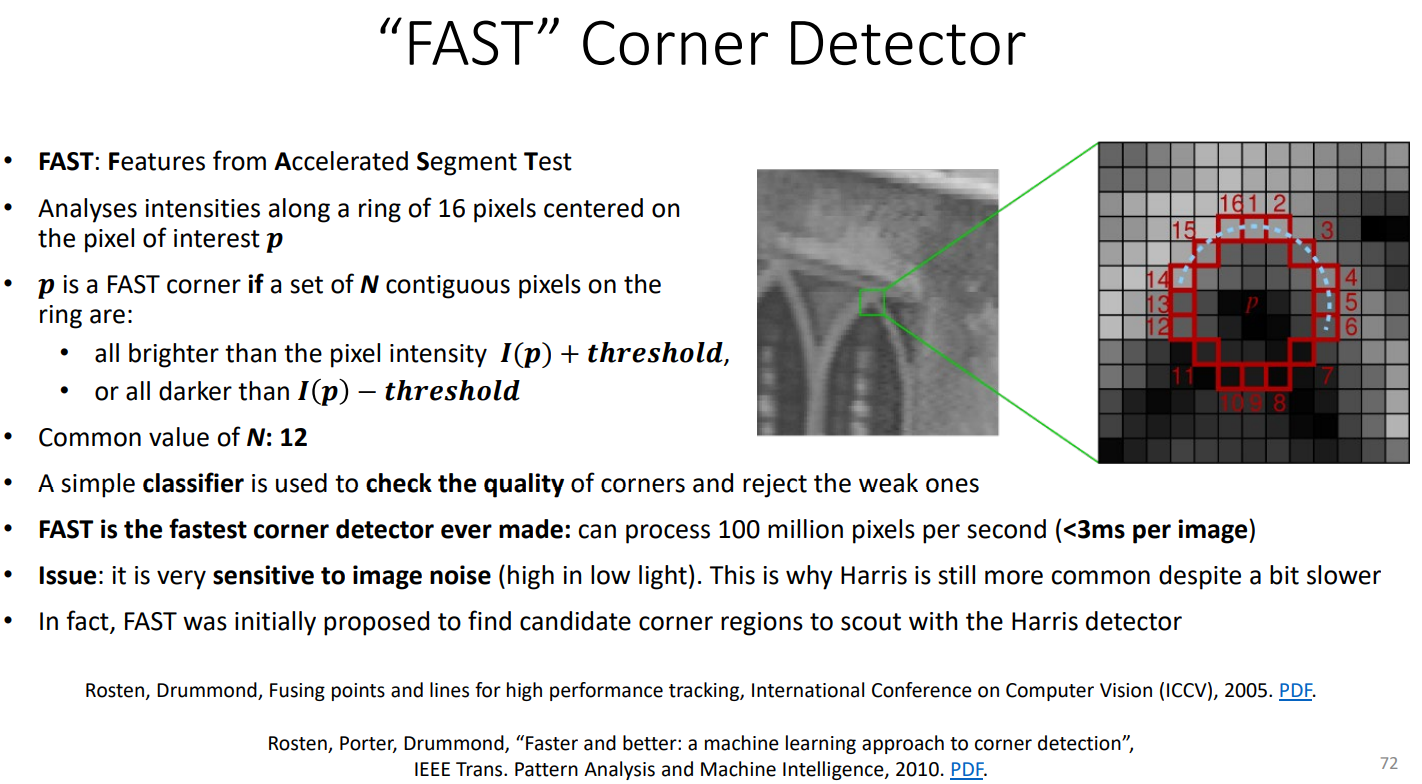 “FAST” Corner Detector
• FAST: Features from Accelerated Segment Test
• Analyses intensities along a ring of 16 pixels centered on
the pixel of interest p
• p is a FAST corner if a set of N contiguous pixels on the
ring are:
• all brighter than the pixel intensity I(p) + threshold,
• or all darker than I(p) − threshold
• Common value of N: 12
• A simple classifier is used to check the quality of corners and reject the weak ones
• FAST is the fastest corner detector ever made: can process 100 million pixels per second (<3ms per image)
• Issue: it is very sensitive to image noise (high in low light). This is why Harris is still more common despite a bit slower
• In fact, FAST was initially proposed to find candidate corner regions to scout with the Harris detector
16 1 2
15 3
14 4
13 p 5
12 6
11 7
10 9 8
Rosten, Drummond, Fusing points and lines for high performance tracking, International Conference on Computer Vision (ICCV), 2005. PDF.
Rosten, Porter, Drummond, “Faster and better: a machine learning approach to corner detection”,
IEEE Trans. Pattern Analysis and Machine Intelligence, 2010. PDF.
72